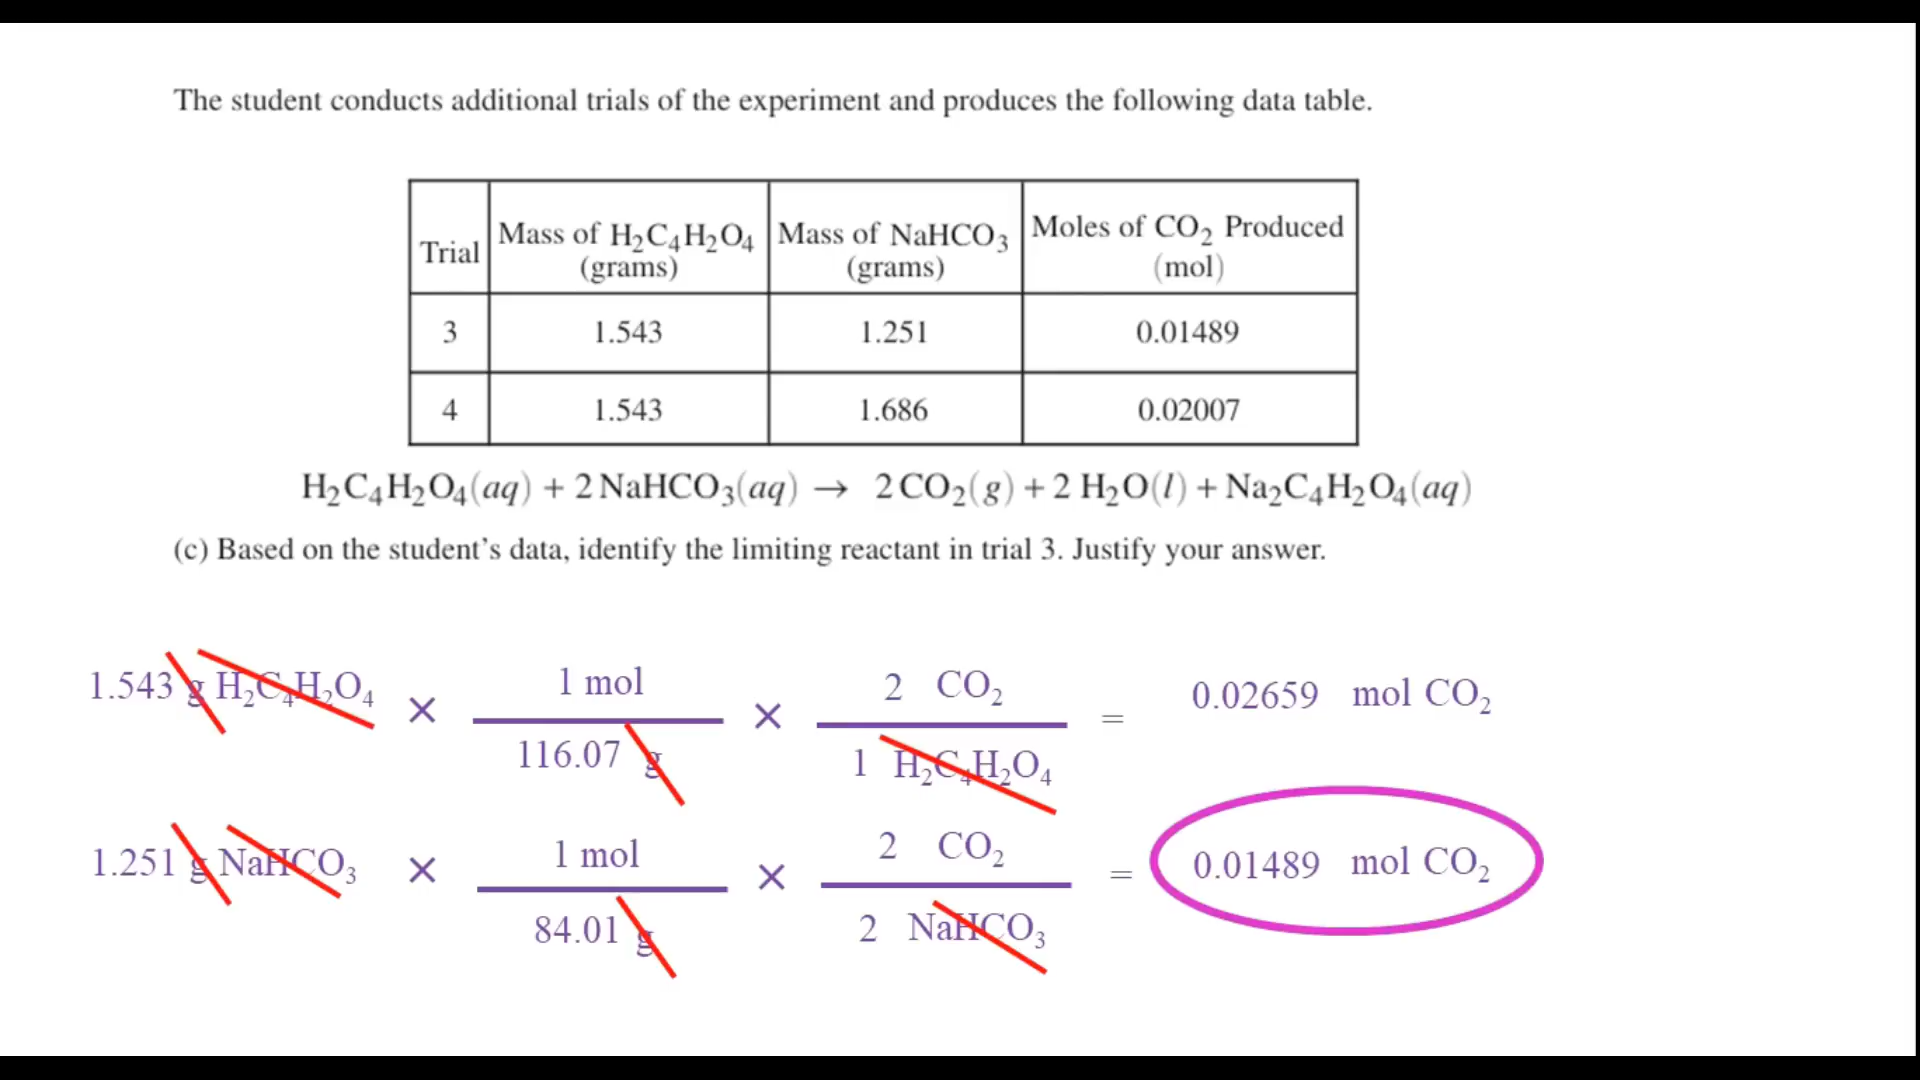 The student conducts additional trials of the experiment and produces the following data table.
Trial Mass of H₂C₄H₂O₄ (grams) Mass of NaHCO₃ (grams) Moles of CO₂ Produced (mol)
3 1.543 1.251 0.01489
4 1.543 1.686 0.02007
H₂C₄H₂O₄(aq) + 2 NaHCO₃(aq) → 2 CO₂(g) + 2 H₂O(l) + Na₂C₄H₂O₄(aq)
(c) Based on the student's data, identify the limiting reactant in trial 3. Justify your answer.
1.543 g H₂C₄H₂O₄ × 1 mol / 116.07 g × 2 CO₂ / 1 H₂C₄H₂O₄ = 0.02659 mol CO₂
1.251 g NaHCO₃ × 1 mol / 84.01 g × 2 CO₂ / 2 NaHCO₃ = 0.01489 mol CO₂